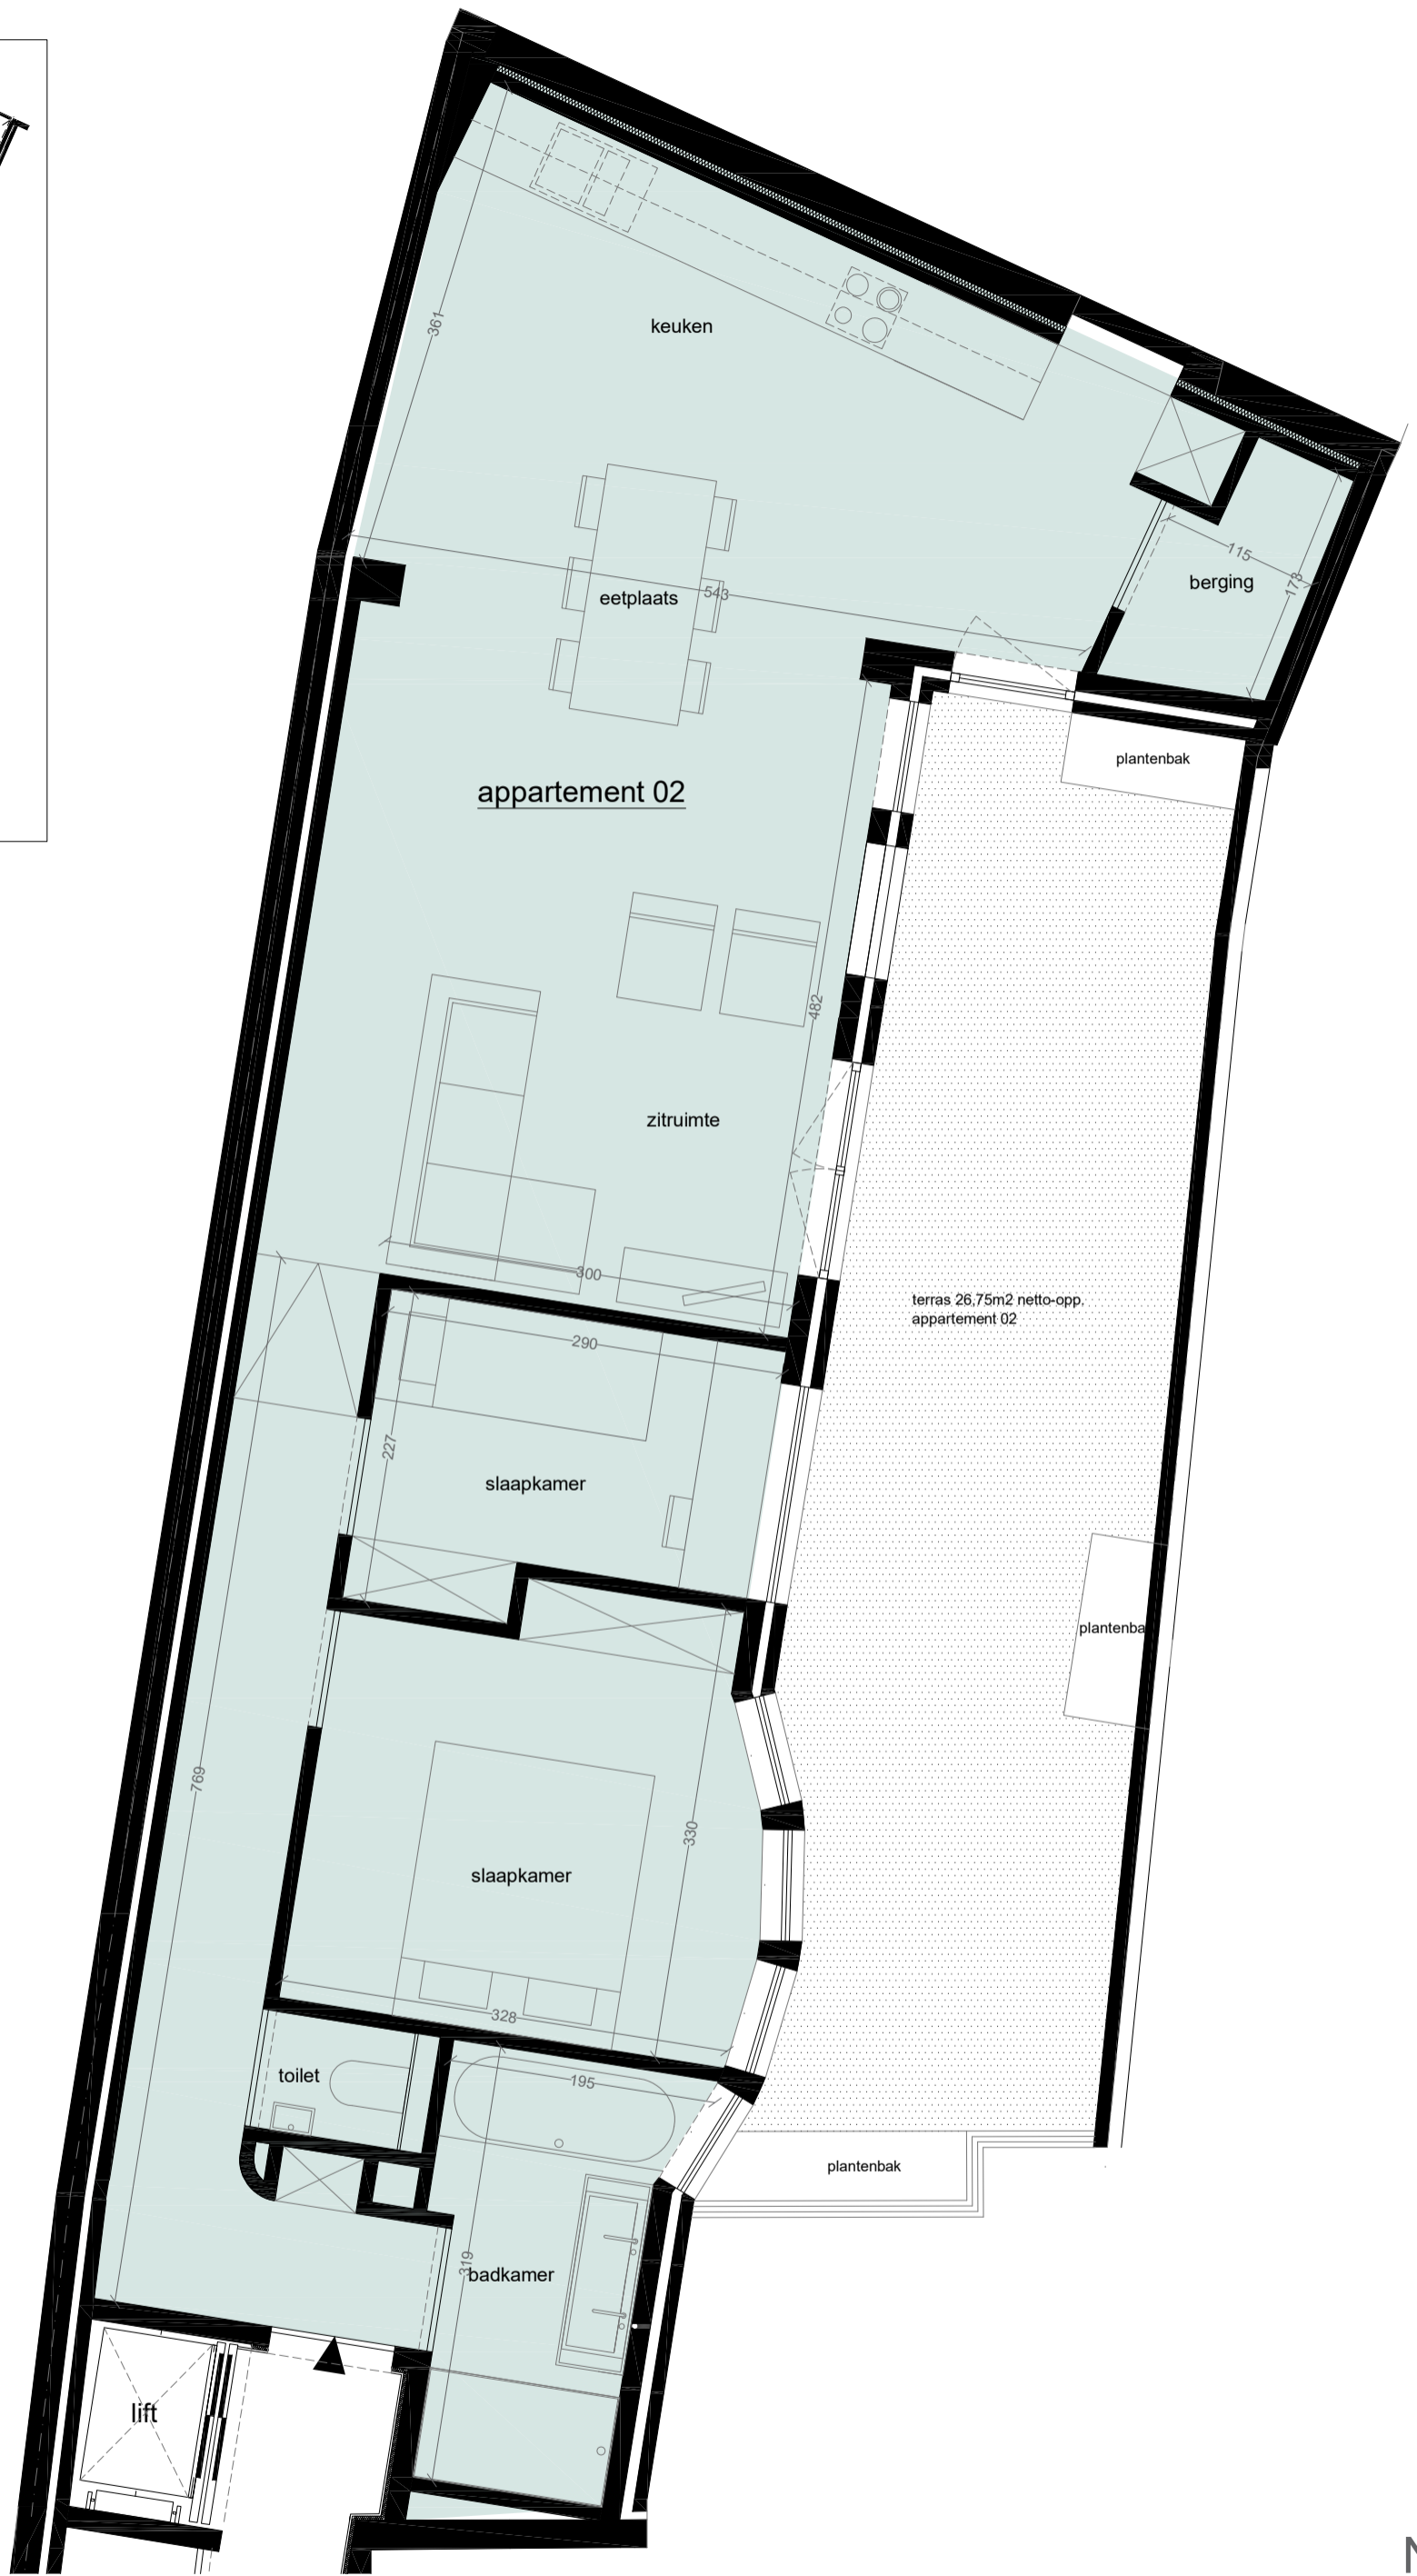 keuken
361
115
berging
173
eetplaats
543
plantenbak
appartement 02
482
zitruimte
300
terras 26,75m2 netto-opp.
appartement 02
290
227
slaapkamer
plantenba
769
330
slaapkamer
328
toilet
195
plantenbak
319
badkamer
lift
N